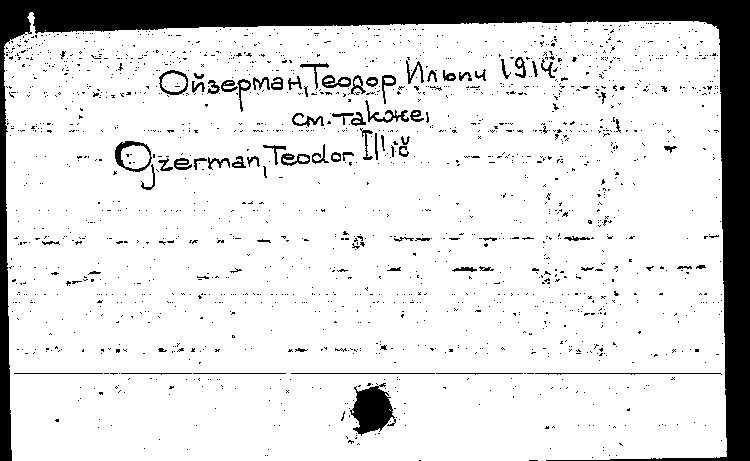 Ойзерман, Теодор Ильич 1914-
см. также,
Ojzerman, Teodor Il'ič